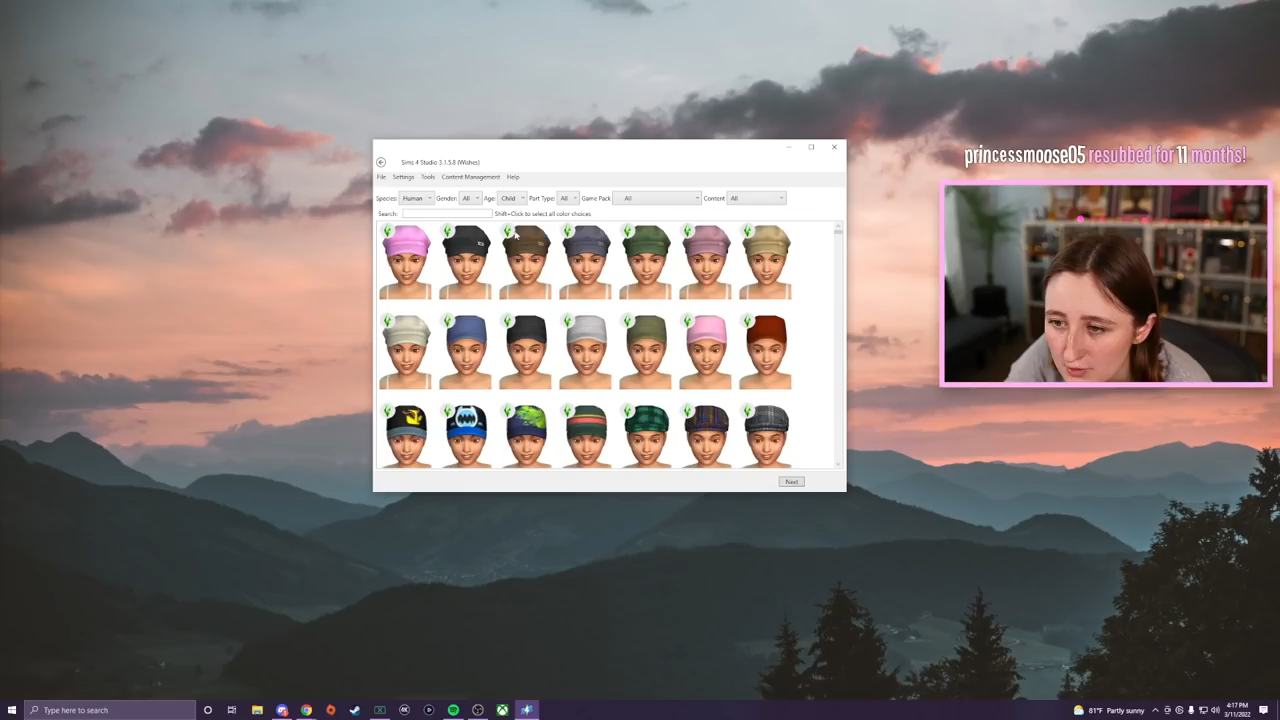 Sims 4 Studio 3.1.5.8 (Wishes)
File Settings Tools Content Management Help
Species: Human Gender: All Age: Child Part Type: All Game Pack All Content All
Search: Shift+Click to select all color choices
princessmoose05 resubbed for 11 months!
Next
Type here to search
81°F Partly sunny
4:17 PM
3/11/2022